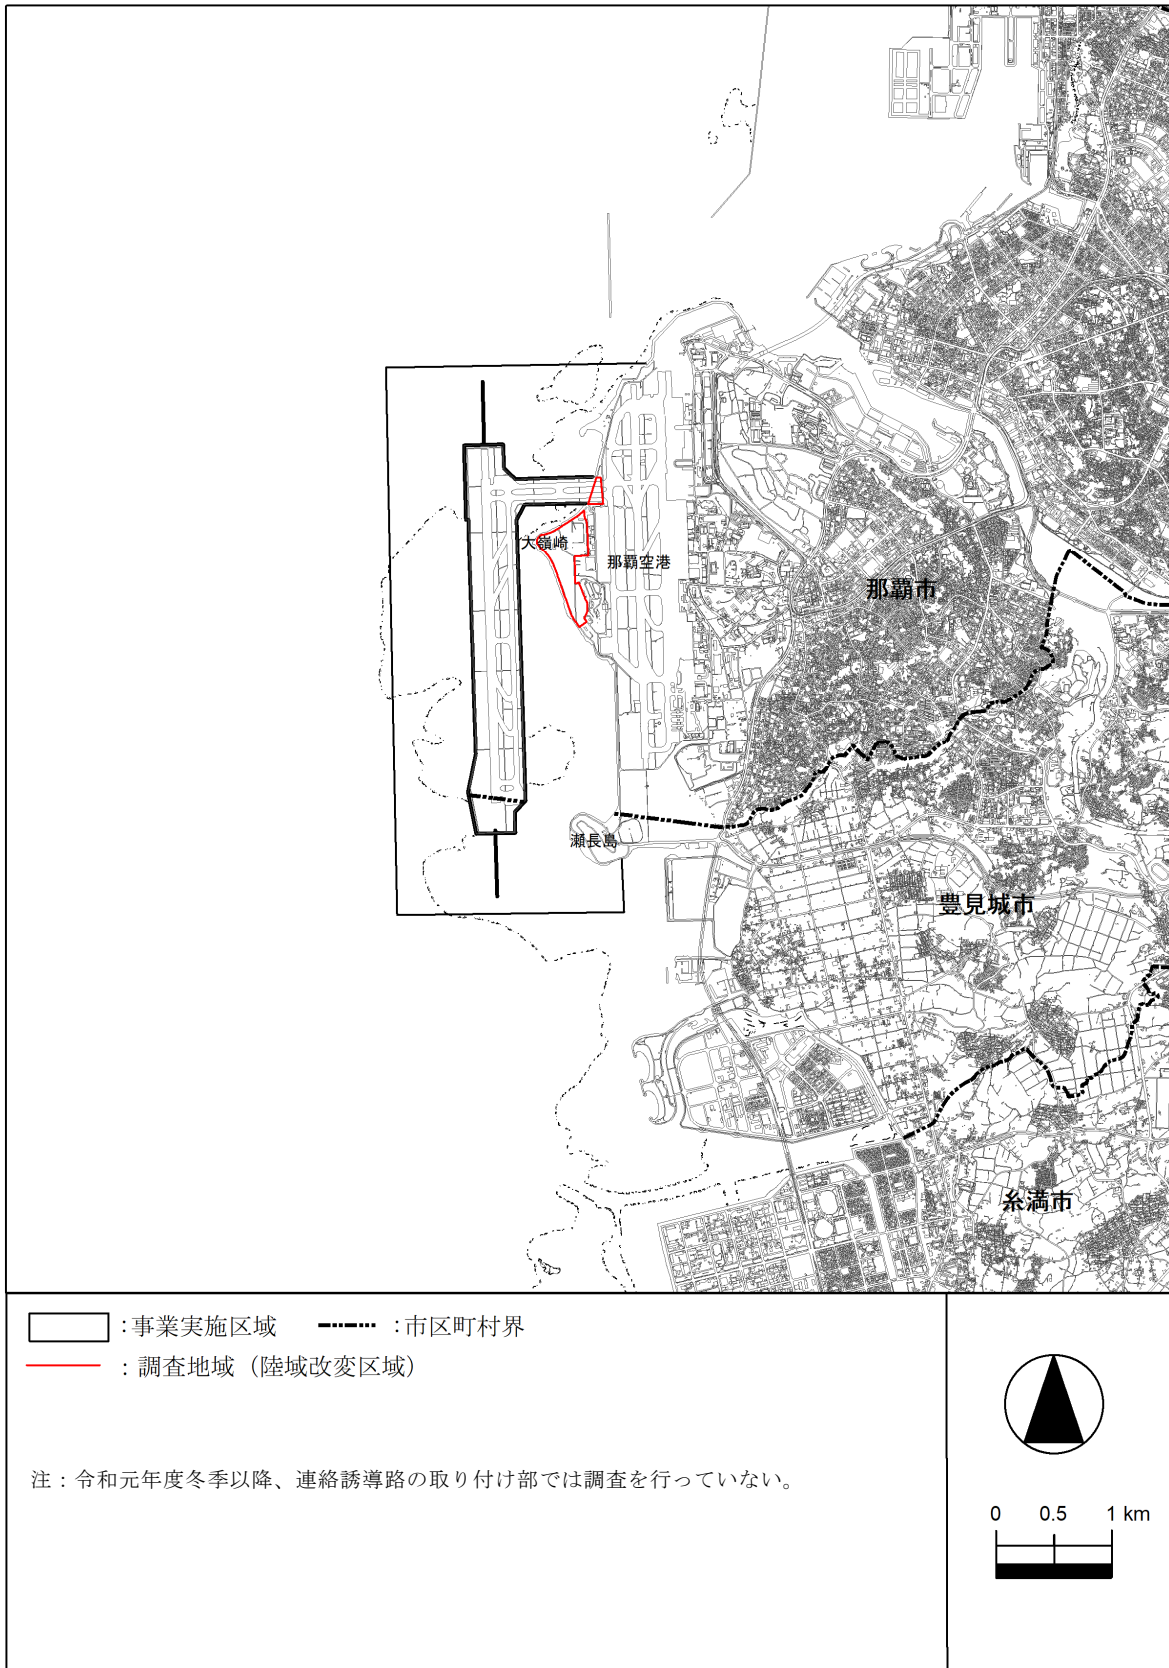 大嶺崎
那覇空港
那覇市
瀬長島
豊見城市
糸満市
：事業実施区域
：市区町村界
：調査地域（陸域改変区域）
注：令和元年度冬季以降、連絡誘導路の取り付け部では調査を行っていない。
0 0.5 1 km